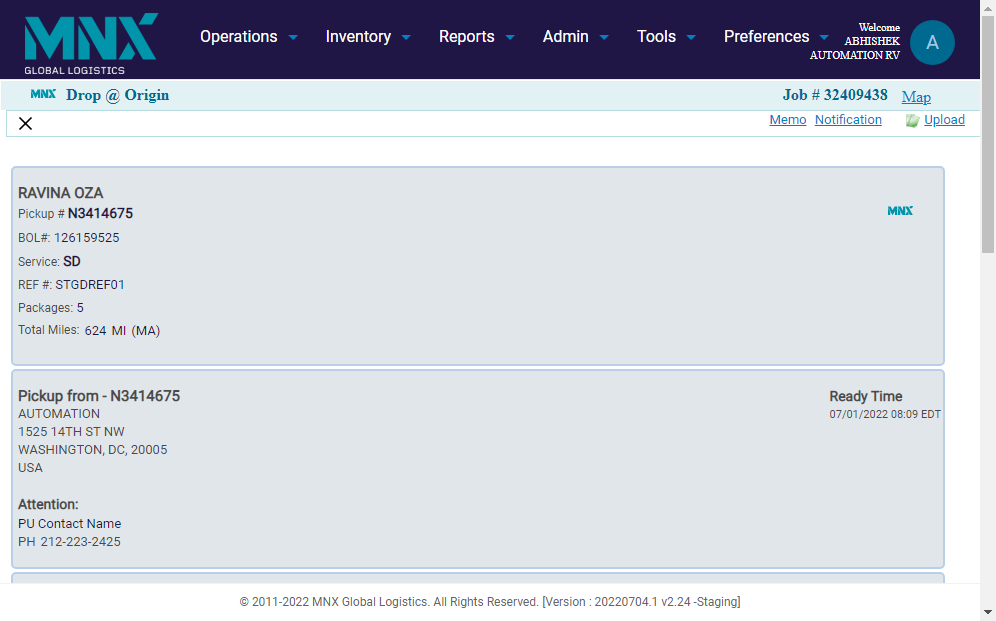 MNX
GLOBAL LOGISTICS
Operations Inventory Reports Admin Tools Preferences
Welcome
ABHISHEK
AUTOMATION RV
A
MNX Drop @ Origin Job # 32409438 Map
Memo Notification Upload
RAVINA OZA
Pickup # N3414675
MNX
BOL#: 126159525
Service: SD
REF #: STGDREF01
Packages: 5
Total Miles: 624 MI (MA)
Pickup from - N3414675 Ready Time
AUTOMATION 07/01/2022 08:09 EDT
1525 14TH ST NW
WASHINGTON, DC, 20005
USA
Attention:
PU Contact Name
PH 212-223-2425
© 2011-2022 MNX Global Logistics. All Rights Reserved. [Version : 20220704.1 v2.24 -Staging]